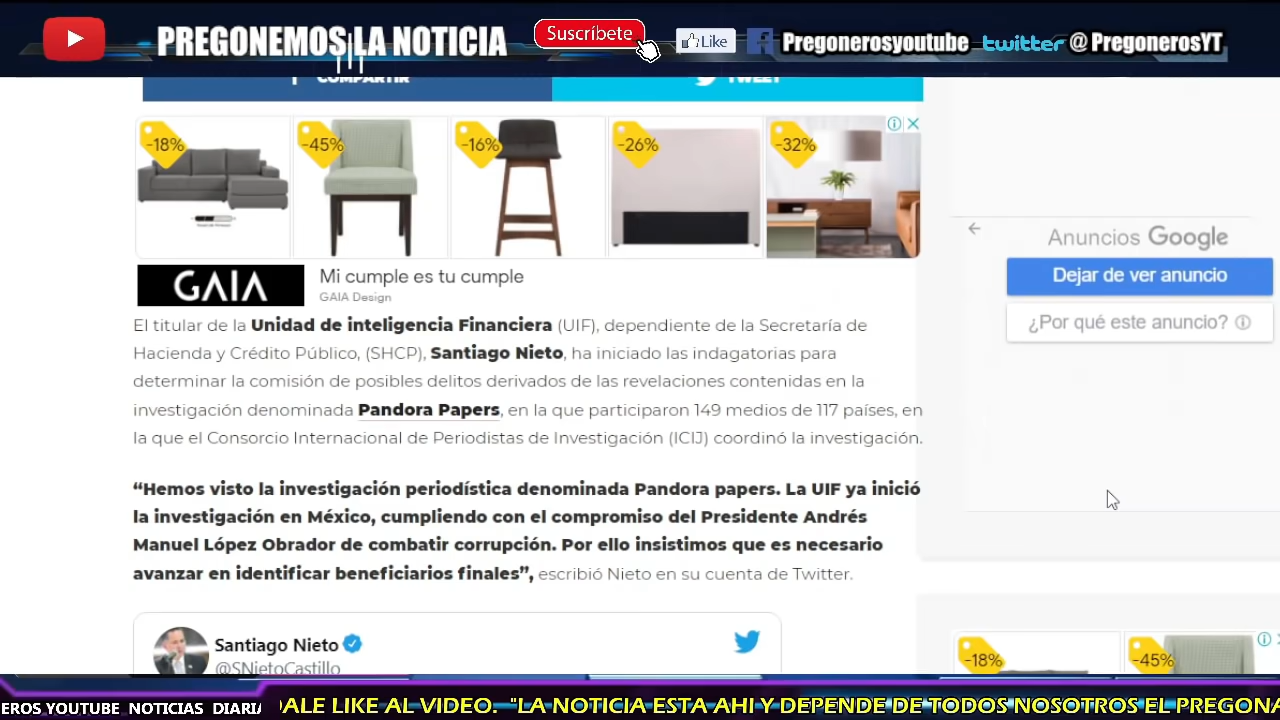 PREGONEMOS LA NOTICIA
Suscríbete
Like
Pregonerosyoutube
twitter @PregonerosYT
COMPARTIR
TWEET
-18%
-45%
-16%
-26%
-32%
GAIA
Mi cumple es tu cumple
GAIA Design
El titular de la Unidad de inteligencia Financiera (UIF), dependiente de la Secretaría de
Hacienda y Crédito Público, (SHCP), Santiago Nieto, ha iniciado las indagatorias para
determinar la comisión de posibles delitos derivados de las revelaciones contenidas en la
investigación denominada Pandora Papers, en la que participaron 149 medios de 117 países, en
la que el Consorcio Internacional de Periodistas de Investigación (ICIJ) coordinó la investigación.
“Hemos visto la investigación periodística denominada Pandora papers. La UIF ya inició
la investigación en México, cumpliendo con el compromiso del Presidente Andrés
Manuel López Obrador de combatir corrupción. Por ello insistimos que es necesario
avanzar en identificar beneficiarios finales”, escribió Nieto en su cuenta de Twitter.
Santiago Nieto
@SNietoCastillo
Anuncios Google
Dejar de ver anuncio
¿Por qué este anuncio?
-18%
-45%
EROS YOUTUBE NOTICIAS DIARIA
DALE LIKE AL VIDEO. "LA NOTICIA ESTA AHI Y DEPENDE DE TODOS NOSOTROS EL PREGONA